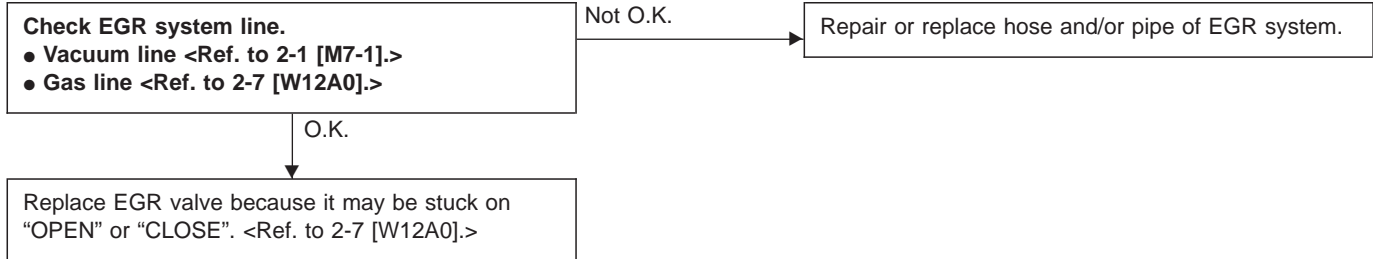 Check EGR system line.
● Vacuum line <Ref. to 2-1 [M7-1].>
● Gas line <Ref. to 2-7 [W12A0].>
Not O.K.
Repair or replace hose and/or pipe of EGR system.
O.K.
Replace EGR valve because it may be stuck on
“OPEN” or “CLOSE”. <Ref. to 2-7 [W12A0].>